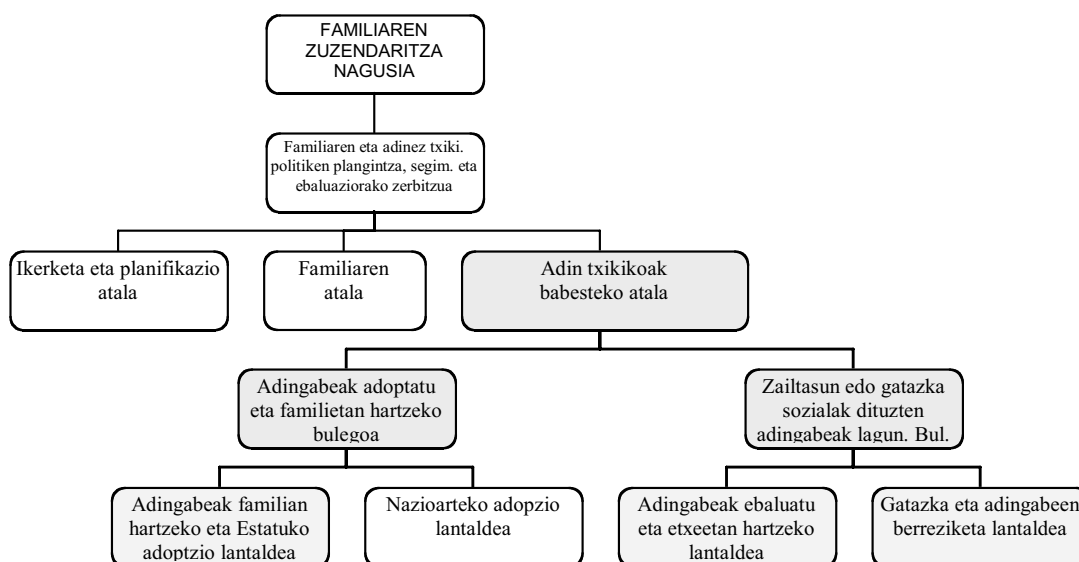 FAMILIAREN
ZUZENDARITZA
NAGUSIA
Familiaren eta adinez txiki.
politiken plangintza, segim. eta
ebaluaziorako zerbitzua
Ikerketa eta planifikazio
atala
Familiaren
atala
Adin txikikoak
babesteko atala
Adingabeak adoptatu
eta familietan hartzeko
bulegoa
Zailtasun edo gatazka
sozialak dituzten
adingabeak lagun. Bul.
Adingabeak familian
hartzeko eta Estatuko
adoptzio lantaldea
Nazioarteko adopzio
lantaldea
Adingabeak ebaluatu
eta etxeetan hartzeko
lantaldea
Gatazka eta adingabeen
berreziketa lantaldea